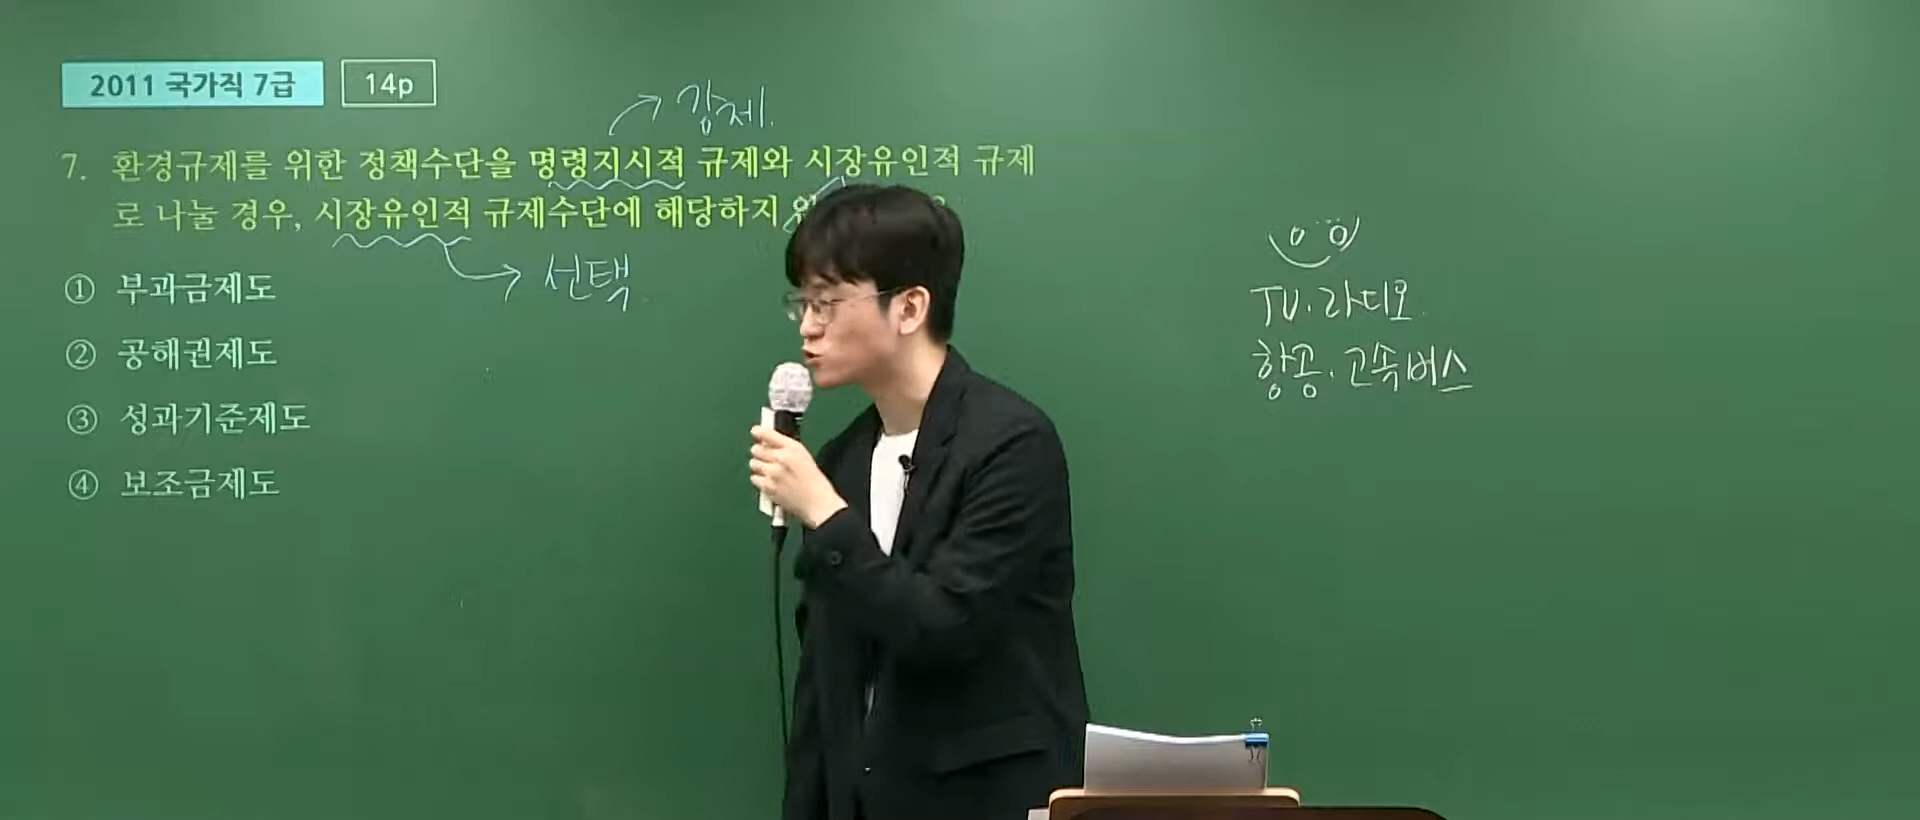 2011 국가직 7급
14p
강제.
7. 환경규제를 위한 정책수단을 명령지시적 규제와 시장유인적 규제
로 나눌 경우, 시장유인적 규제수단에 해당하지
선택
① 부과금제도
② 공해권제도
③ 성과기준제도
④ 보조금제도
TV·라디오
항공·고속버스